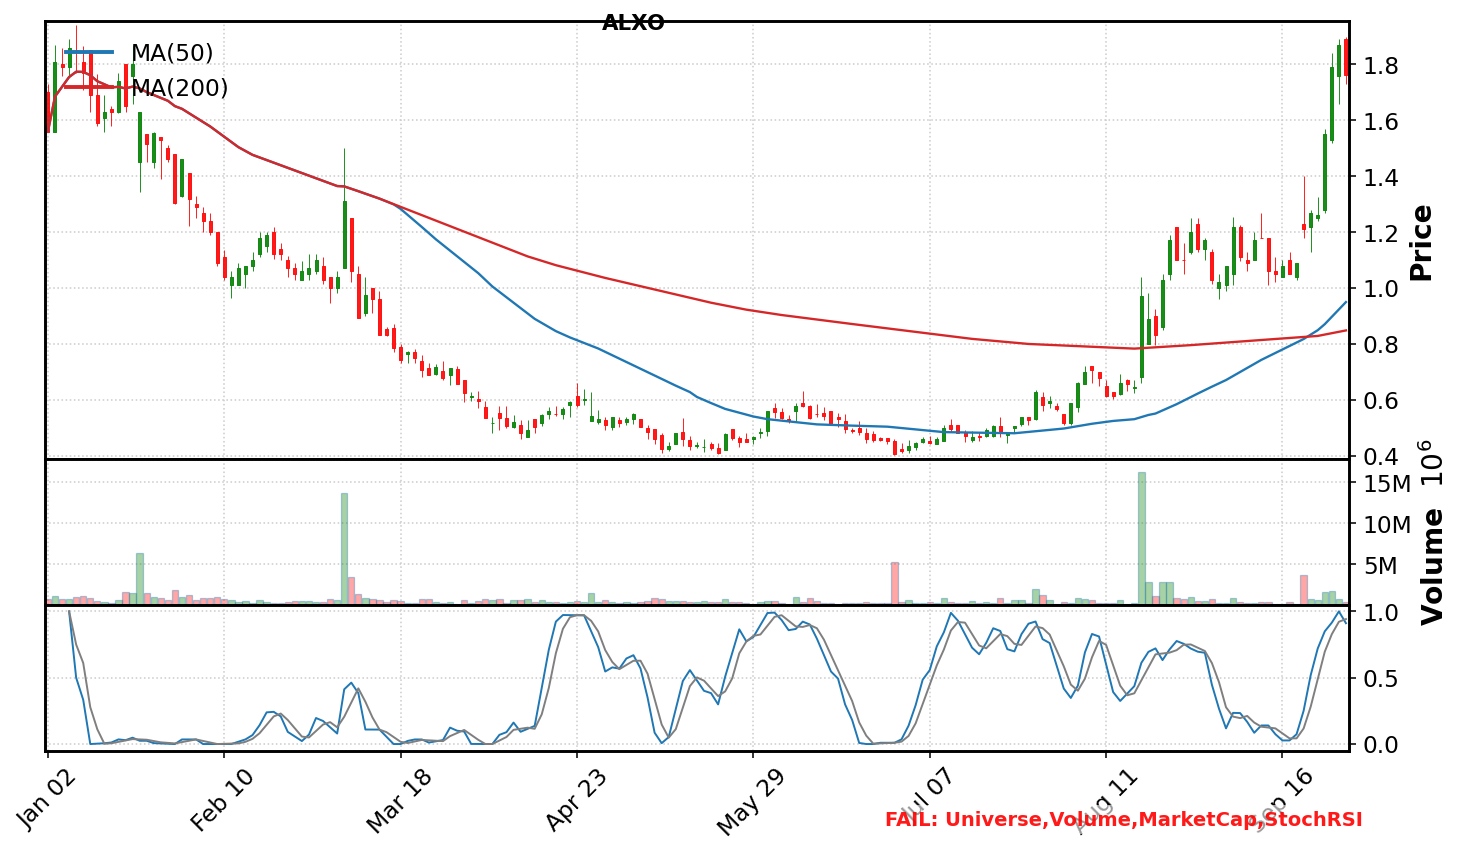 ALXO
MA(50)
MA(200)
1.8
1.6
1.4
1.2
1.0
0.8
0.6
0.4
Price
15M
10M
5M
Volume 10⁶
1.0
0.5
0.0
Jan 02
Feb 10
Mar 18
Apr 23
May 29
Jul 07
Aug 11
Sep 16
FAIL: Universe,Volume,MarketCap,StochRSI